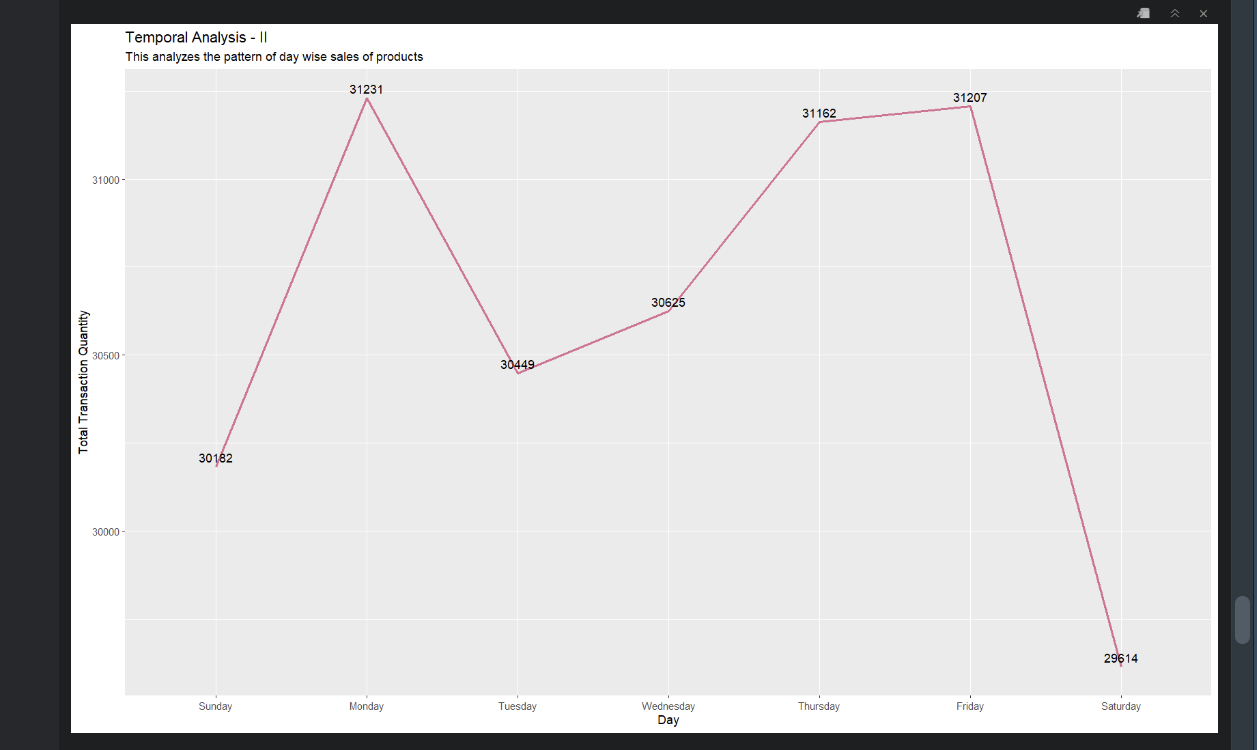 Temporal Analysis - II
This analyzes the pattern of day wise sales of products
31231
31207
31162
31000
30625
30449
30500
30182
30000
29614
Total Transaction Quantity
Sunday Monday Tuesday Wednesday Thursday Friday Saturday
Day